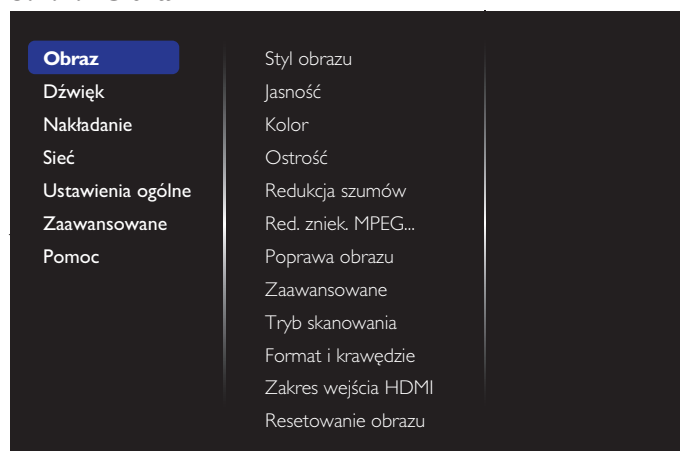 Obraz
Dźwięk
Nakładanie
Sieć
Ustawienia ogólne
Zaawansowane
Pomoc
Styl obrazu
Jasność
Kolor
Ostrość
Redukcja szumów
Red. zniek. MPEG...
Poprawa obrazu
Zaawansowane
Tryb skanowania
Format i krawędzie
Zakres wejścia HDMI
Resetowanie obrazu